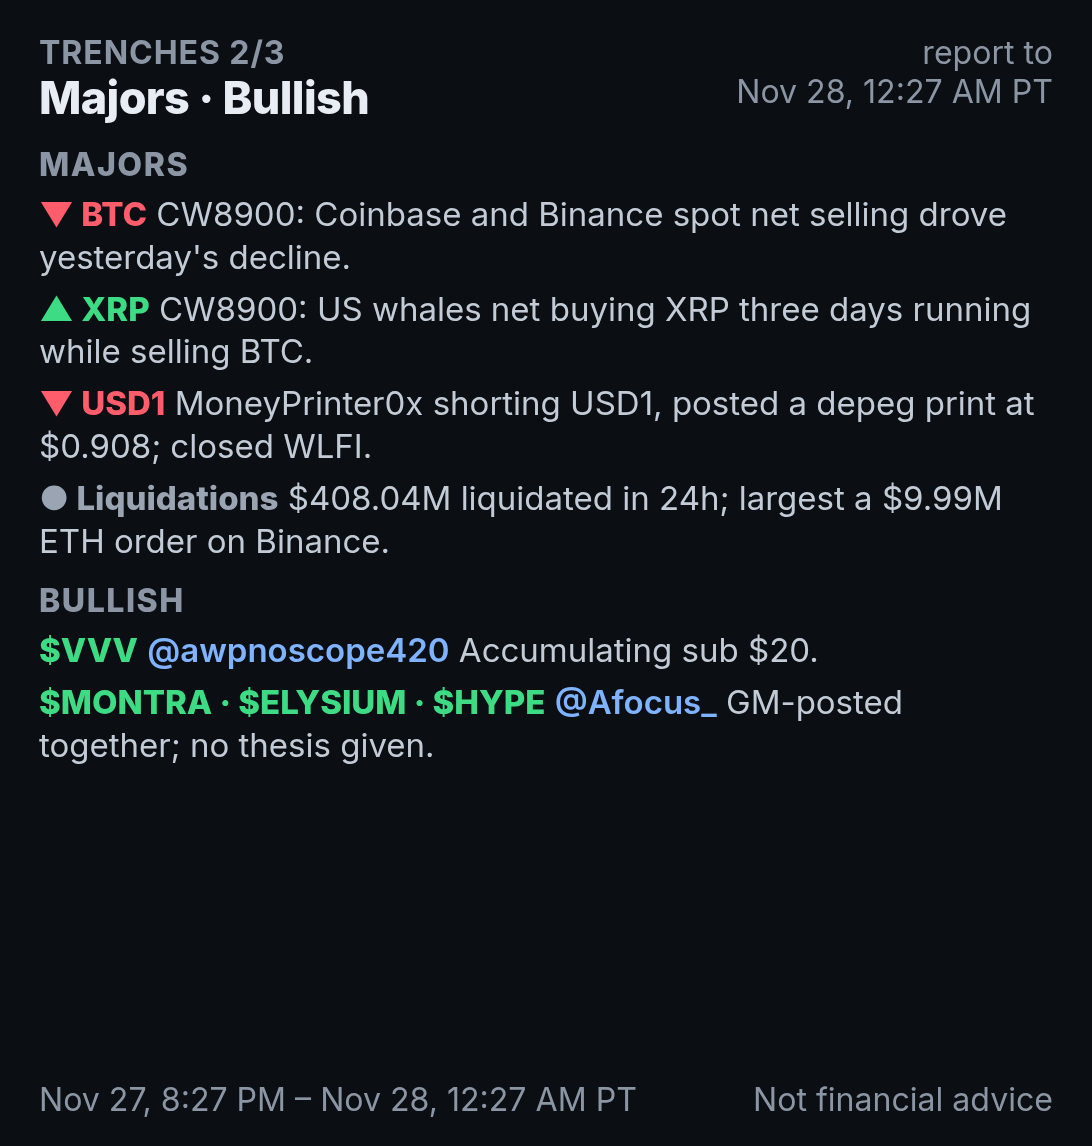 TRENCHES 2/3
report to
Majors · Bullish
Nov 28, 12:27 AM PT
MAJORS
▼ BTC CW8900: Coinbase and Binance spot net selling drove
yesterday's decline.
▲ XRP CW8900: US whales net buying XRP three days running
while selling BTC.
▼ USD1 MoneyPrinter0x shorting USD1, posted a depeg print at
$0.908; closed WLFI.
● Liquidations $408.04M liquidated in 24h; largest a $9.99M
ETH order on Binance.
BULLISH
$VVV @awpnoscope420 Accumulating sub $20.
$MONTRA · $ELYSIUM · $HYPE @Afocus_ GM-posted
together; no thesis given.
Nov 27, 8:27 PM – Nov 28, 12:27 AM PT
Not financial advice